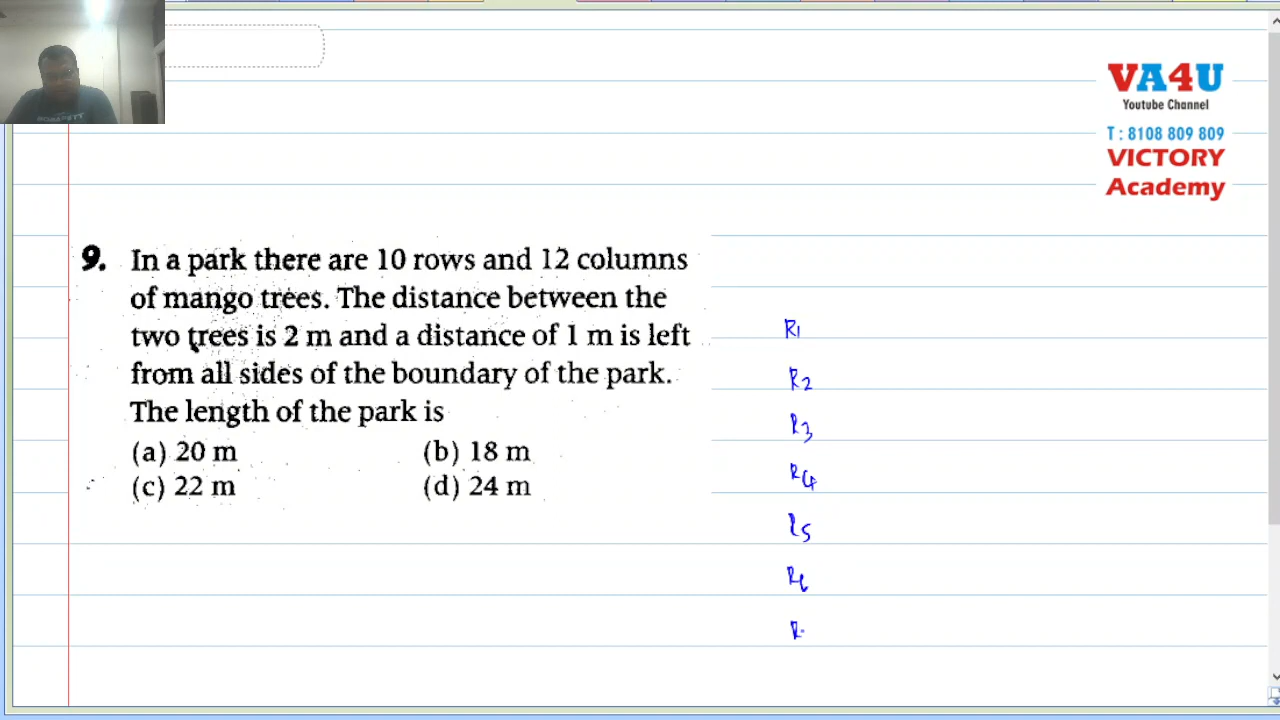 VA4U
Youtube Channel
T : 8108 809 809
VICTORY
Academy
9. In a park there are 10 rows and 12 columns
of mango trees. The distance between the
two trees is 2 m and a distance of 1 m is left
from all sides of the boundary of the park.
The length of the park is
(a) 20 m (b) 18 m
(c) 22 m (d) 24 m
R1
R2
R3
R4
R5
R6
R